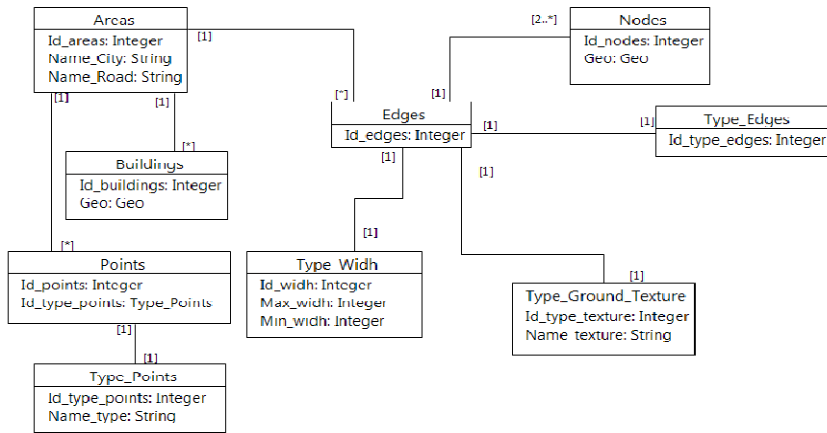 Areas
Id_areas: Integer
Name_City: String
Name_Road: String
[1]
[2..*]
Nodes
Id_nodes: Integer
Geo: Geo
[1]
[1]
[*]
[1]
Edges
Id_edges: Integer
[1]
[1]
Type_Edges
Id_type_edges: Integer
[*]
Buildings
Id_buildings: Integer
Geo: Geo
[1]
[1]
[*]
[1]
Points
Id_points: Integer
Id_type_points: Type_Points
Type_Widh
Id_widh: Integer
Max_widh: Integer
Min_widh: Integer
[1]
Type_Ground_Texture
Id_type_texture: Integer
Name_texture: String
[1]
[1]
Type_Points
Id_type_points: Integer
Name_type: String